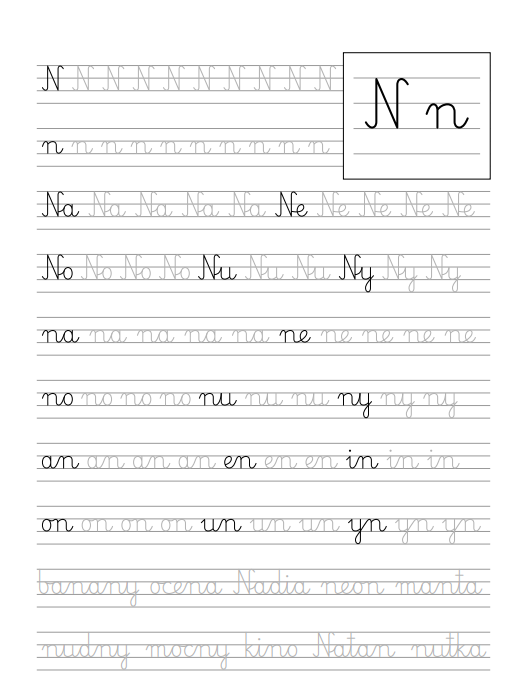 N N N N N N N N N N
N n
n n n n n n n n n n
Na Na Na Na Na Ne Ne Ne Ne Ne
No No No No Nu Nu Nu Ny Ny Ny
na na na na na ne ne ne ne ne
no no no no nu nu nu ny ny ny
an an an an en en en in in in
on on on on un un un yn yn yn
banany ocena Nadia neon manta
nudny mocny kino Natan nutka